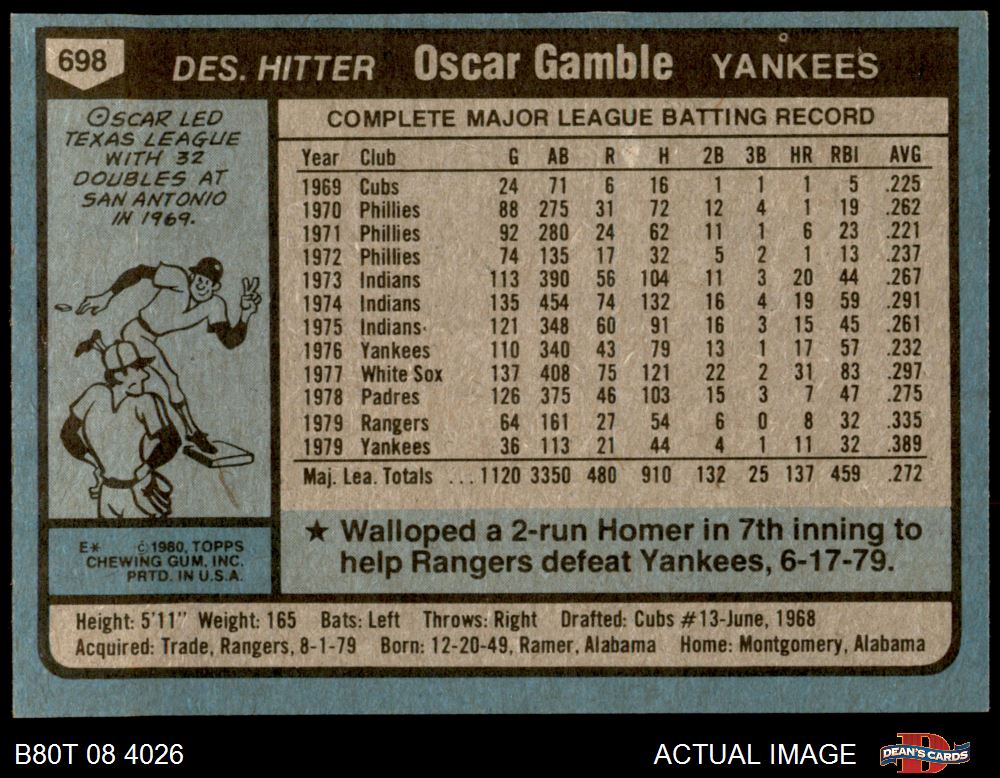 698 DES. HITTER Oscar Gamble YANKEES
OSCAR LED
TEXAS LEAGUE
WITH 32
DOUBLES AT
SAN ANTONIO
IN 1969.
COMPLETE MAJOR LEAGUE BATTING RECORD
Year Club G AB R H 2B 3B HR RBI AVG
1969 Cubs 24 71 6 16 1 1 1 5 .225
1970 Phillies 88 275 31 72 12 4 1 19 .262
1971 Phillies 92 280 24 62 11 1 6 23 .221
1972 Phillies 74 135 17 32 5 2 1 13 .237
1973 Indians 113 390 56 104 11 3 20 44 .267
1974 Indians 135 454 74 132 16 4 19 59 .291
1975 Indians 121 348 60 91 16 3 15 45 .261
1976 Yankees 110 340 43 79 13 1 17 57 .232
1977 White Sox 137 408 75 121 22 2 31 83 .297
1978 Padres 126 375 46 103 15 3 7 47 .275
1979 Rangers 64 161 27 54 6 0 8 32 .335
1979 Yankees 36 113 21 44 4 1 11 32 .389
Maj. Lea. Totals ... 1120 3350 480 910 132 25 137 459 .272
★ Walloped a 2-run Homer in 7th inning to
help Rangers defeat Yankees, 6-17-79.
E* © 1980, TOPPS
CHEWING GUM, INC.
PRTD. IN U.S.A.
Height: 5'11" Weight: 165 Bats: Left Throws: Right Drafted: Cubs #13-June, 1968
Acquired: Trade, Rangers, 8-1-79 Born: 12-20-49, Ramer, Alabama Home: Montgomery, Alabama
B80T 08 4026
ACTUAL IMAGE
D
DEAN'S CARDS